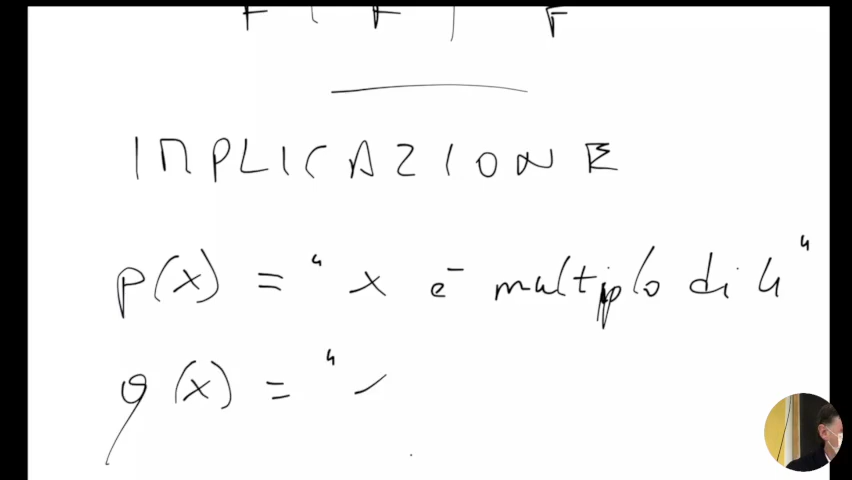 F | F | F
IMPLICAZIONE
p(x) = "x è multiplo di 4"
q(x) = "